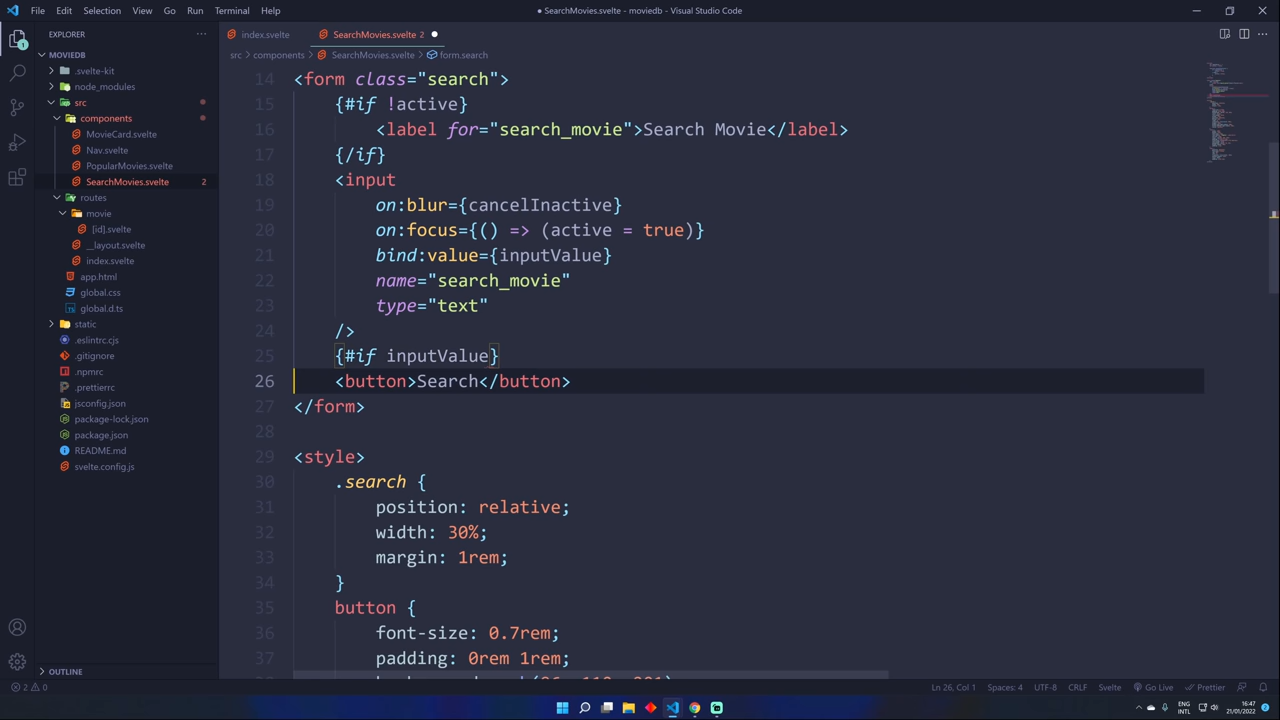 File Edit Selection View Go Run Terminal Help
● SearchMovies.svelte - moviedb - Visual Studio Code
EXPLORER
index.svelte
SearchMovies.svelte 2
MOVIEDB
src > components > SearchMovies.svelte > form.search
.svelte-kit
node_modules
src
components
MovieCard.svelte
Nav.svelte
PopularMovies.svelte
SearchMovies.svelte 2
routes
movie
[id].svelte
__layout.svelte
index.svelte
app.html
global.css
global.d.ts
static
.eslintrc.cjs
.gitignore
.npmrc
.prettierrc
jsconfig.json
package-lock.json
package.json
README.md
svelte.config.js
OUTLINE
14 <form class="search">
15 {#if !active}
16 <label for="search_movie">Search Movie</label>
17 {/if}
18 <input
19 on:blur={cancelInactive}
20 on:focus={() => (active = true)}
21 bind:value={inputValue}
22 name="search_movie"
23 type="text"
24 />
25 {#if inputValue}
26 <button>Search</button>
27 </form>
28
29 <style>
30 .search {
31 position: relative;
32 width: 30%;
33 margin: 1rem;
34 }
35 button {
36 font-size: 0.7rem;
37 padding: 0rem 1rem;
2 0
Ln 26, Col 1 Spaces: 4 UTF-8 CRLF Svelte Go Live Prettier
ENG
INTL
16:47
21/01/2022